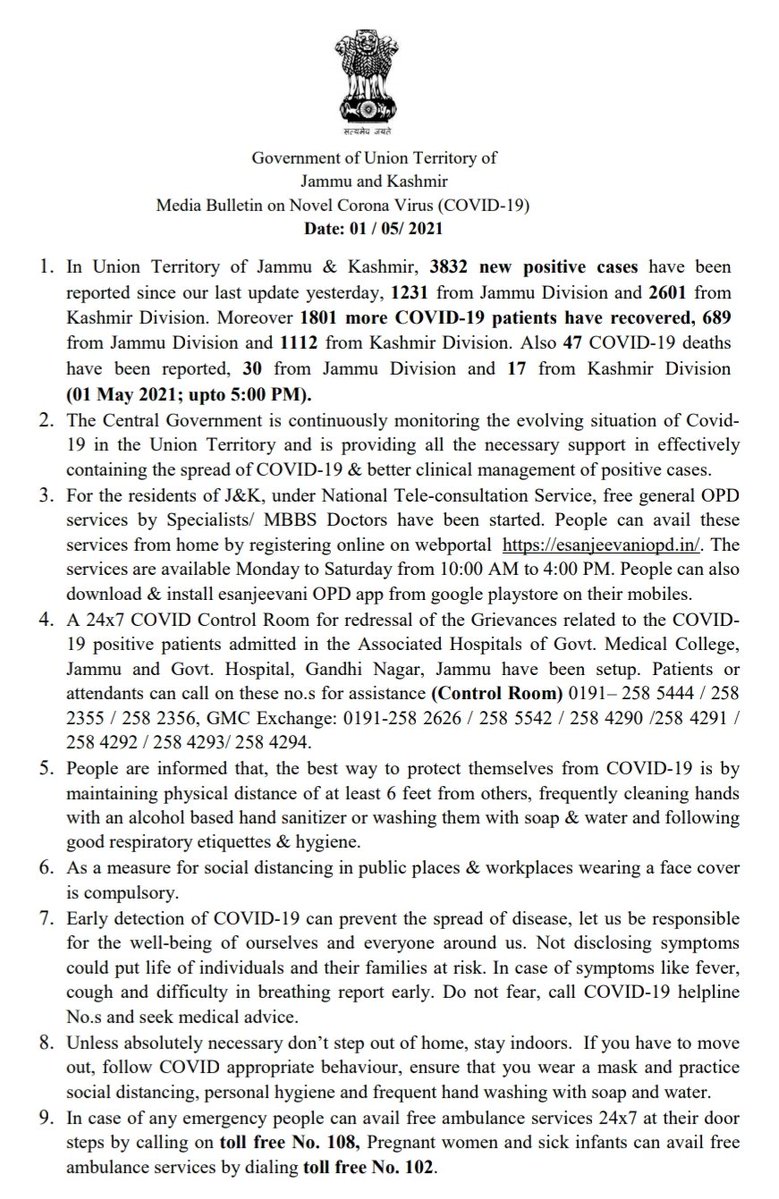 सत्यमेव जयते
Government of Union Territory of
Jammu and Kashmir
Media Bulletin on Novel Corona Virus (COVID-19)
Date: 01 / 05/ 2021
1. In Union Territory of Jammu & Kashmir, 3832 new positive cases have been
reported since our last update yesterday, 1231 from Jammu Division and 2601 from
Kashmir Division. Moreover 1801 more COVID-19 patients have recovered, 689
from Jammu Division and 1112 from Kashmir Division. Also 47 COVID-19 deaths
have been reported, 30 from Jammu Division and 17 from Kashmir Division
(01 May 2021; upto 5:00 PM).
2. The Central Government is continuously monitoring the evolving situation of Covid-
19 in the Union Territory and is providing all the necessary support in effectively
containing the spread of COVID-19 & better clinical management of positive cases.
3. For the residents of J&K, under National Tele-consultation Service, free general OPD
services by Specialists/ MBBS Doctors have been started. People can avail these
services from home by registering online on webportal https://esanjeevaniopd.in/. The
services are available Monday to Saturday from 10:00 AM to 4:00 PM. People can also
download & install esanjeevani OPD app from google playstore on their mobiles.
4. A 24x7 COVID Control Room for redressal of the Grievances related to the COVID-
19 positive patients admitted in the Associated Hospitals of Govt. Medical College,
Jammu and Govt. Hospital, Gandhi Nagar, Jammu have been setup. Patients or
attendants can call on these no.s for assistance (Control Room) 0191– 258 5444 / 258
2355 / 258 2356, GMC Exchange: 0191-258 2626 / 258 5542 / 258 4290 /258 4291 /
258 4292 / 258 4293/ 258 4294.
5. People are informed that, the best way to protect themselves from COVID-19 is by
maintaining physical distance of at least 6 feet from others, frequently cleaning hands
with an alcohol based hand sanitizer or washing them with soap & water and following
good respiratory etiquettes & hygiene.
6. As a measure for social distancing in public places & workplaces wearing a face cover
is compulsory.
7. Early detection of COVID-19 can prevent the spread of disease, let us be responsible
for the well-being of ourselves and everyone around us. Not disclosing symptoms
could put life of individuals and their families at risk. In case of symptoms like fever,
cough and difficulty in breathing report early. Do not fear, call COVID-19 helpline
No.s and seek medical advice.
8. Unless absolutely necessary don’t step out of home, stay indoors. If you have to move
out, follow COVID appropriate behaviour, ensure that you wear a mask and practice
social distancing, personal hygiene and frequent hand washing with soap and water.
9. In case of any emergency people can avail free ambulance services 24x7 at their door
steps by calling on toll free No. 108, Pregnant women and sick infants can avail free
ambulance services by dialing toll free No. 102.